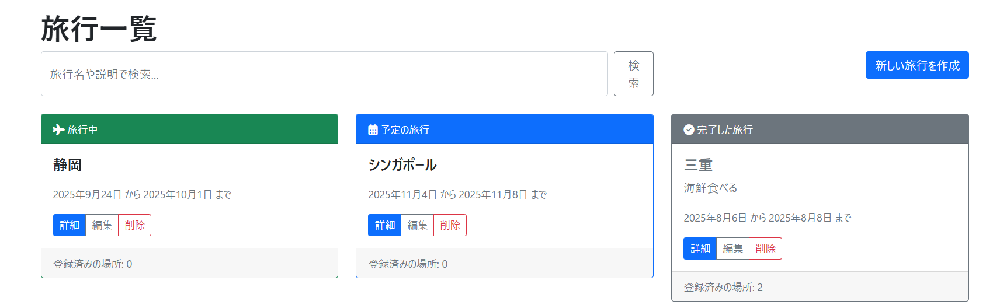 旅行一覧
旅行名や説明で検索...
検
索
新しい旅行を作成
旅行中
静岡
2025年9月24日 から 2025年10月1日 まで
詳細 編集 削除
登録済みの場所: 0
予定の旅行
シンガポール
2025年11月4日 から 2025年11月8日 まで
詳細 編集 削除
登録済みの場所: 0
完了した旅行
三重
海鮮食べる
2025年8月6日 から 2025年8月8日 まで
詳細 編集 削除
登録済みの場所: 2